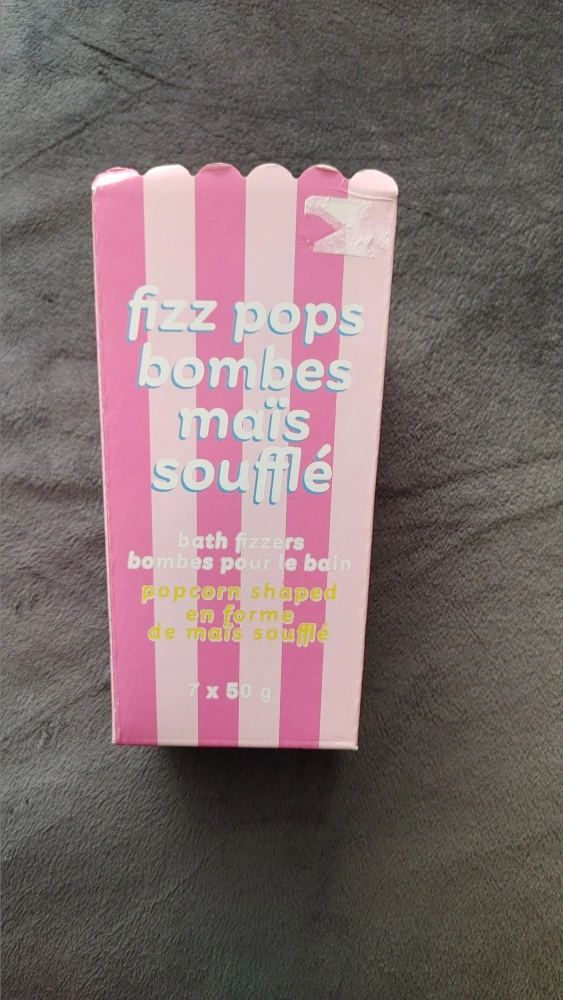 fizz pops
bombes
maïs
soufflé
bath fizzers
bombes pour le bain
popcorn shaped
en forme
de maïs soufflé
7 x 50 g